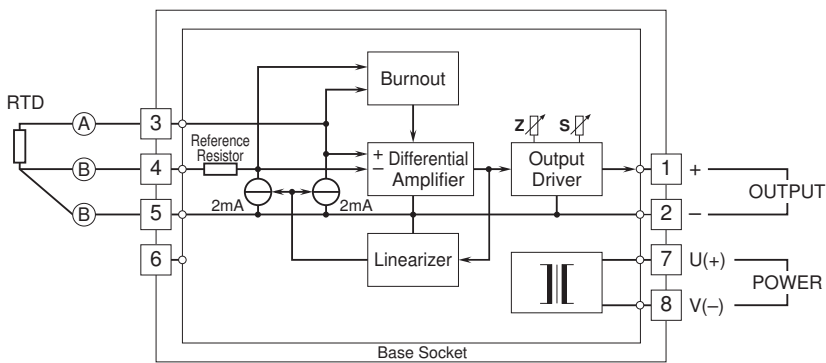 RTD
A
B
B
3
4
5
6
Reference
Resistor
2mA
2mA
Burnout
+
–
Differential
Amplifier
Linearizer
Z
S
Output
Driver
1
+
2
–
OUTPUT
7
U(+)
8
V(–)
POWER
Base Socket